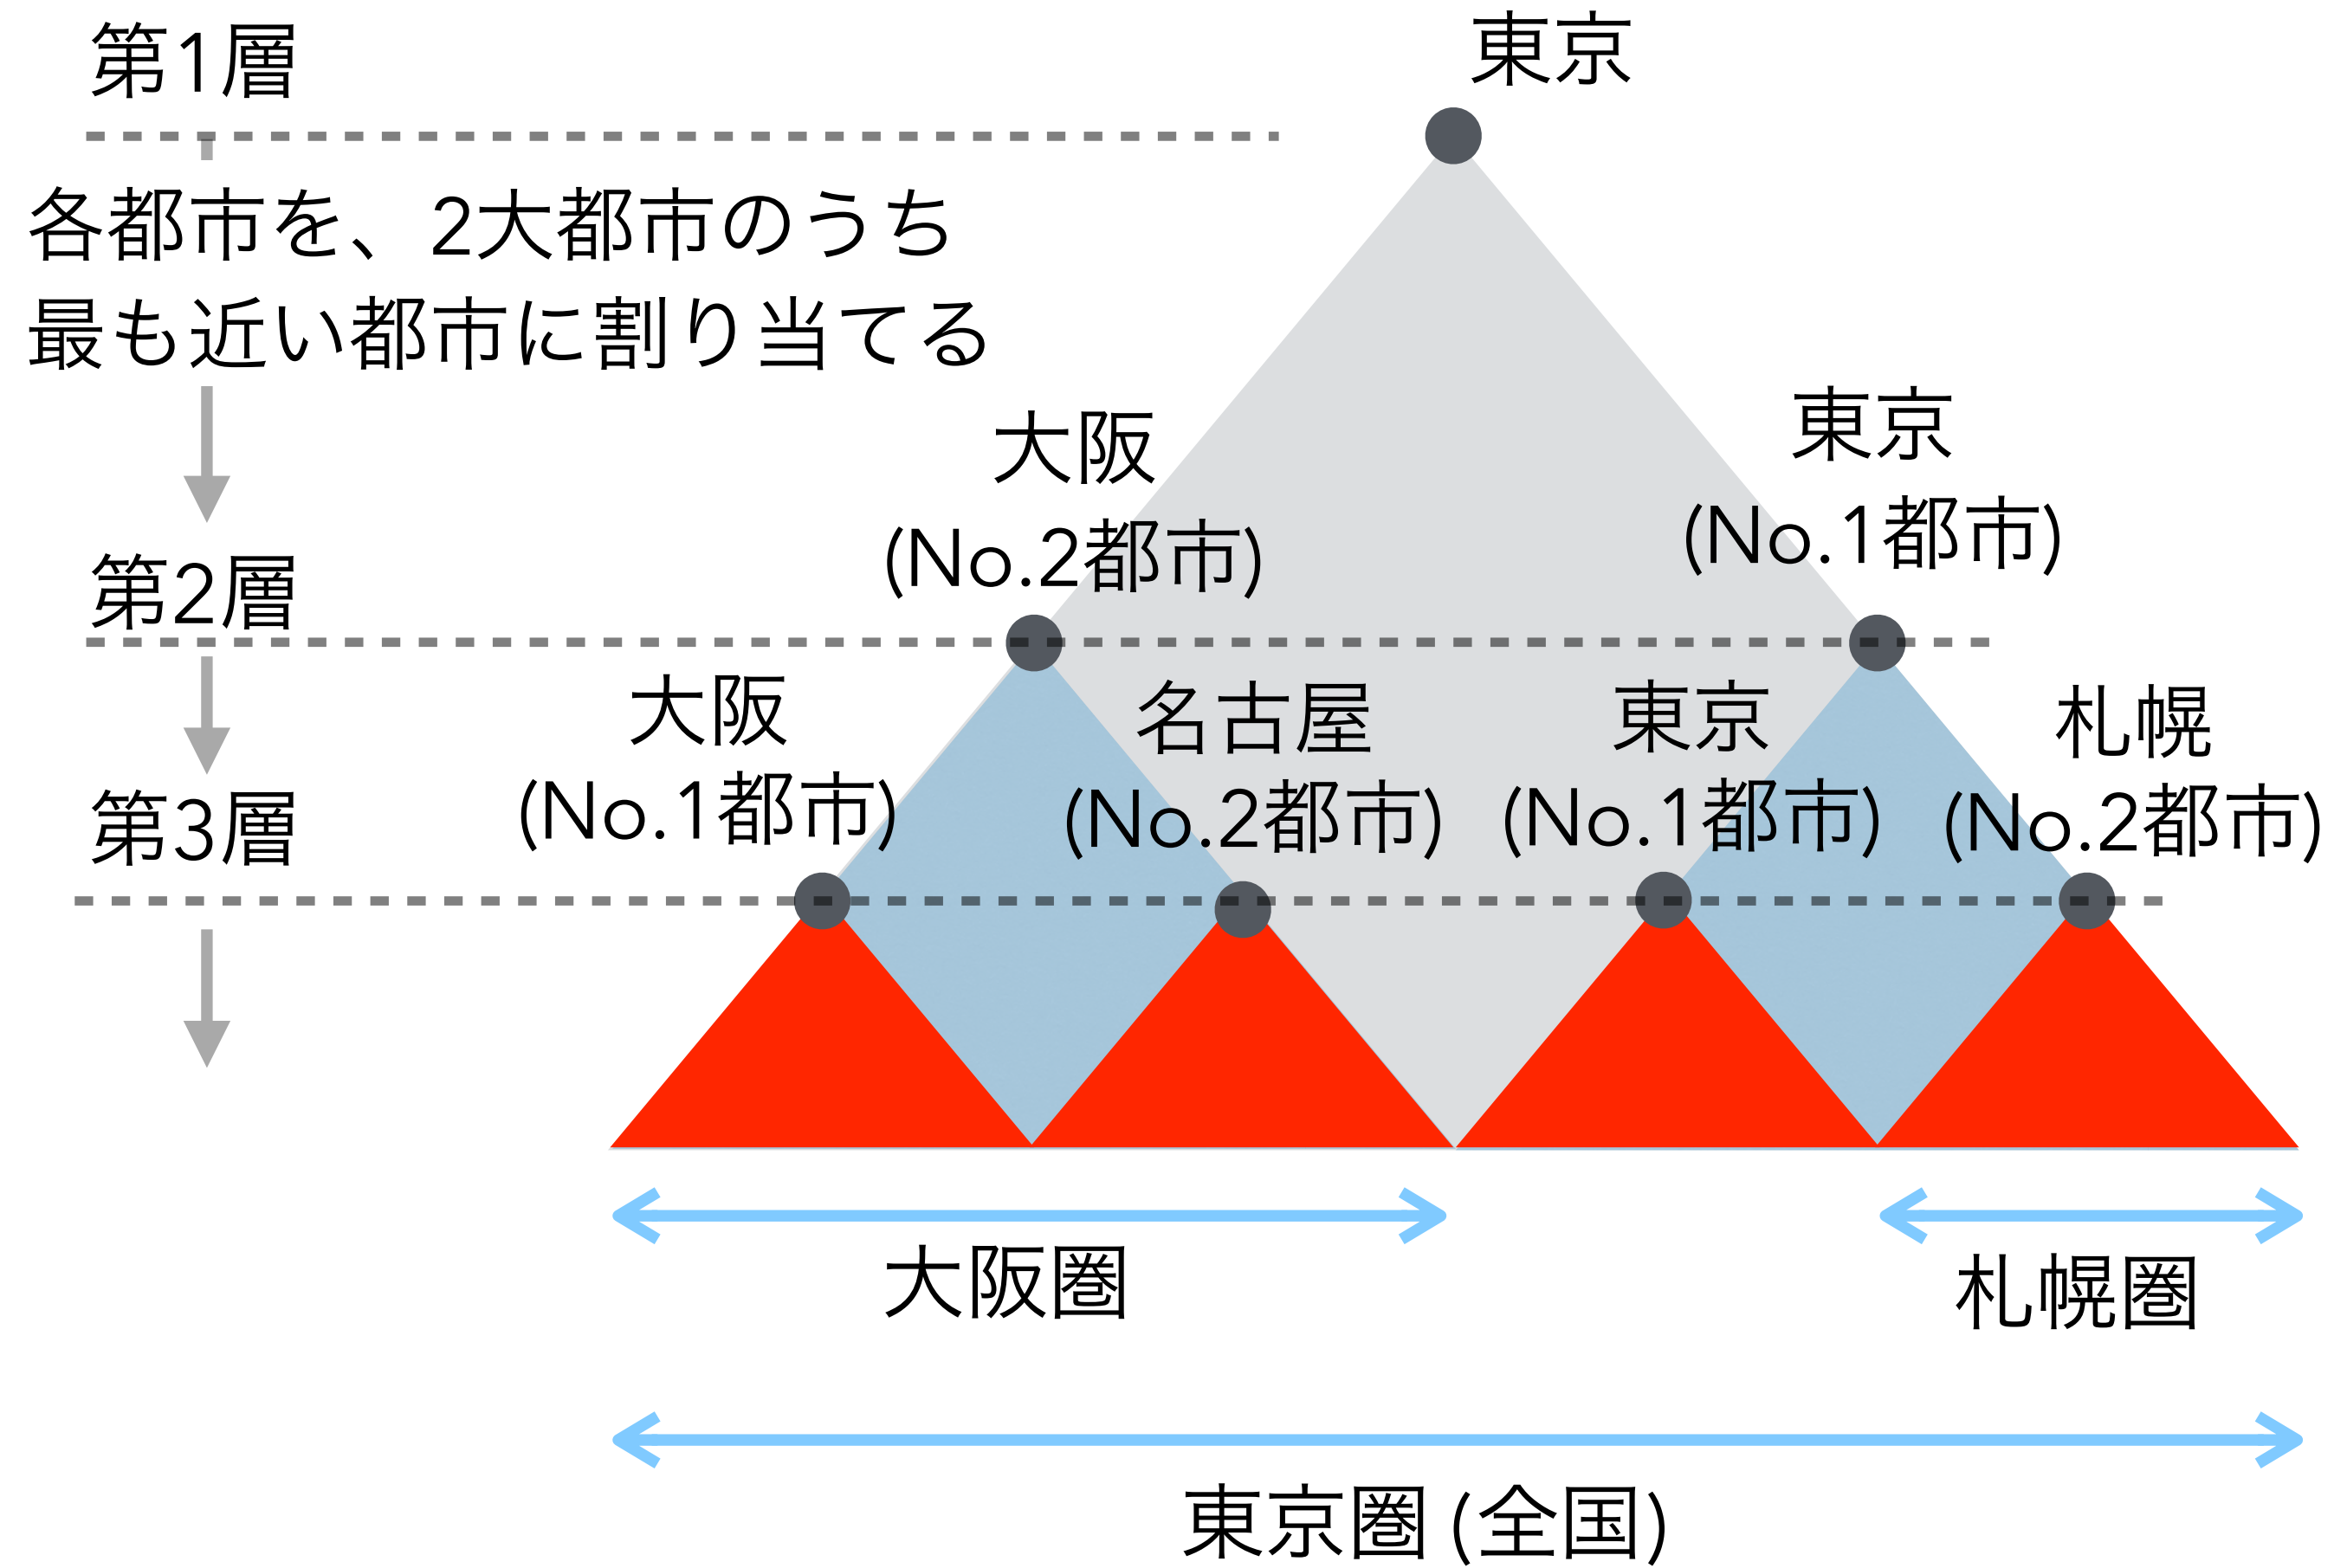 第1層
東京
各都市を、2大都市のうち
最も近い都市に割り当てる
大阪
(No.2都市)
東京
(No.1都市)
第2層
大阪
(No.1都市)
名古屋
(No.2都市)
東京
(No.1都市)
札幌
(No.2都市)
第3層
大阪圏
札幌圏
東京圏 (全国)